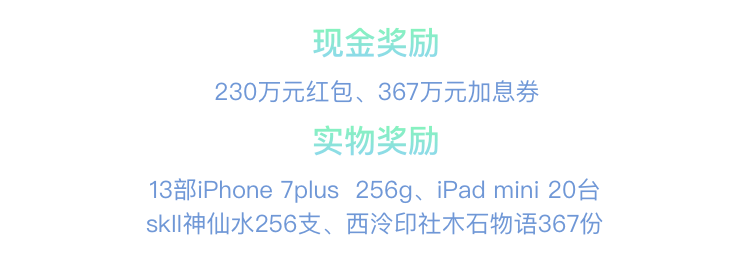 现金奖励
230万元红包、367万元加息券
实物奖励
13部iPhone 7plus  256g、iPad mini 20台
skll神仙水256支、西泠印社木石物语367份